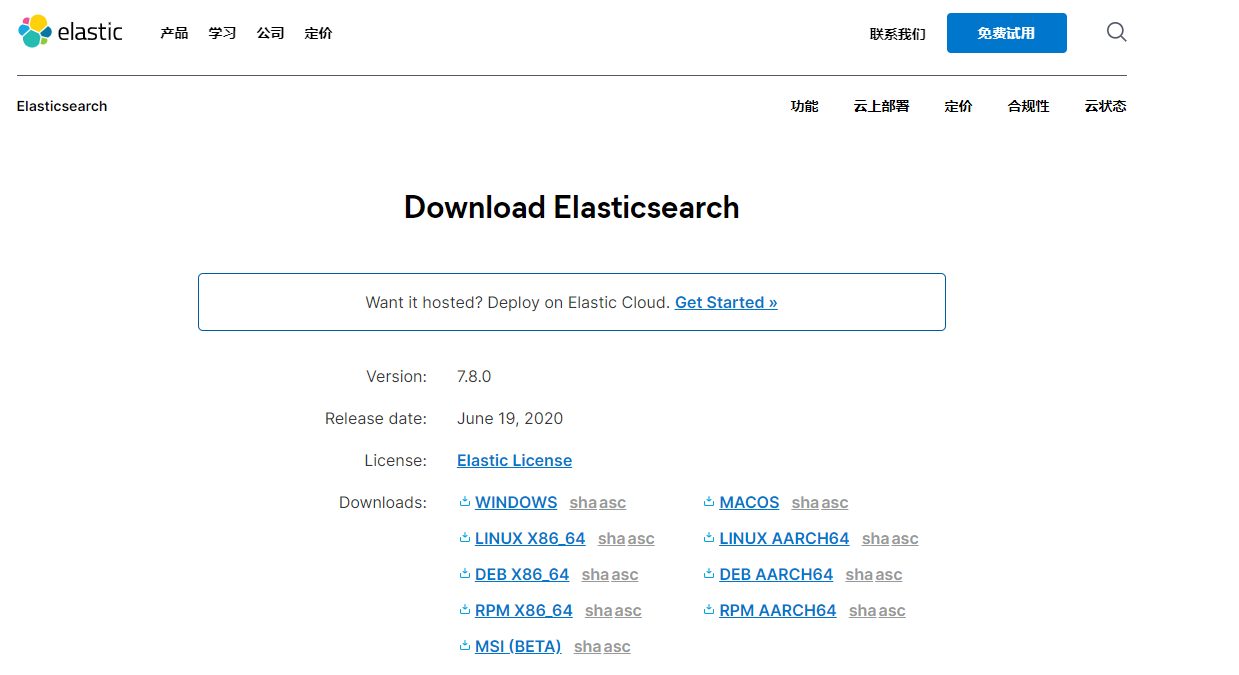 elastic 产品 学习 公司 定价 联系我们 免费试用
Elasticsearch 功能 云上部署 定价 合规性 云状态
Download Elasticsearch
Want it hosted? Deploy on Elastic Cloud. Get Started »
Version: 7.8.0
Release date: June 19, 2020
License: Elastic License
Downloads: WINDOWS sha asc MACOS sha asc
LINUX X86_64 sha asc LINUX AARCH64 sha asc
DEB X86_64 sha asc DEB AARCH64 sha asc
RPM X86_64 sha asc RPM AARCH64 sha asc
MSI (BETA) sha asc